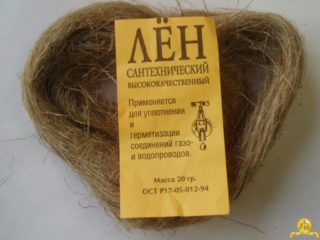 ЛЁН
САНТЕХНИЧЕСКИЙ
ВЫСОКОКАЧЕСТВЕННЫЙ
Применяется
для уплотнения
и
герметизации
соединений газо-
и водопроводов.
Масса 20 гр.
ОСТ Р17-05-012-94